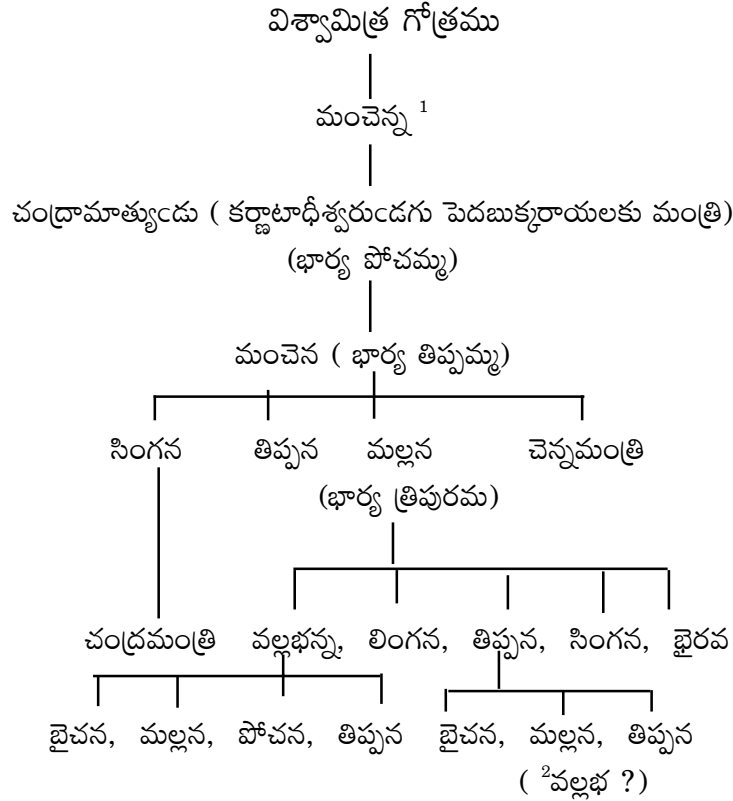 విశ్వామిత్ర గోత్రము
మంచెన్న ¹
చంద్రామాత్యుఁడు ( కర్ణాటాధీశ్వరుఁడగు పెదబుక్కరాయలకు మంత్రి)
(భార్య పోచమ్మ)
మంచెన ( భార్య తిప్పమ్మ)
సింగన తిప్పన మల్లన చెన్నమంత్రి
(భార్య త్రిపురమ)
చంద్రమంత్రి వల్లభన్న, లింగన, తిప్పన, సింగన, భైరవ
బైచన, మల్లన, పోచన, తిప్పన బైచన, మల్లన, తిప్పన
( ²వల్లభ ?)